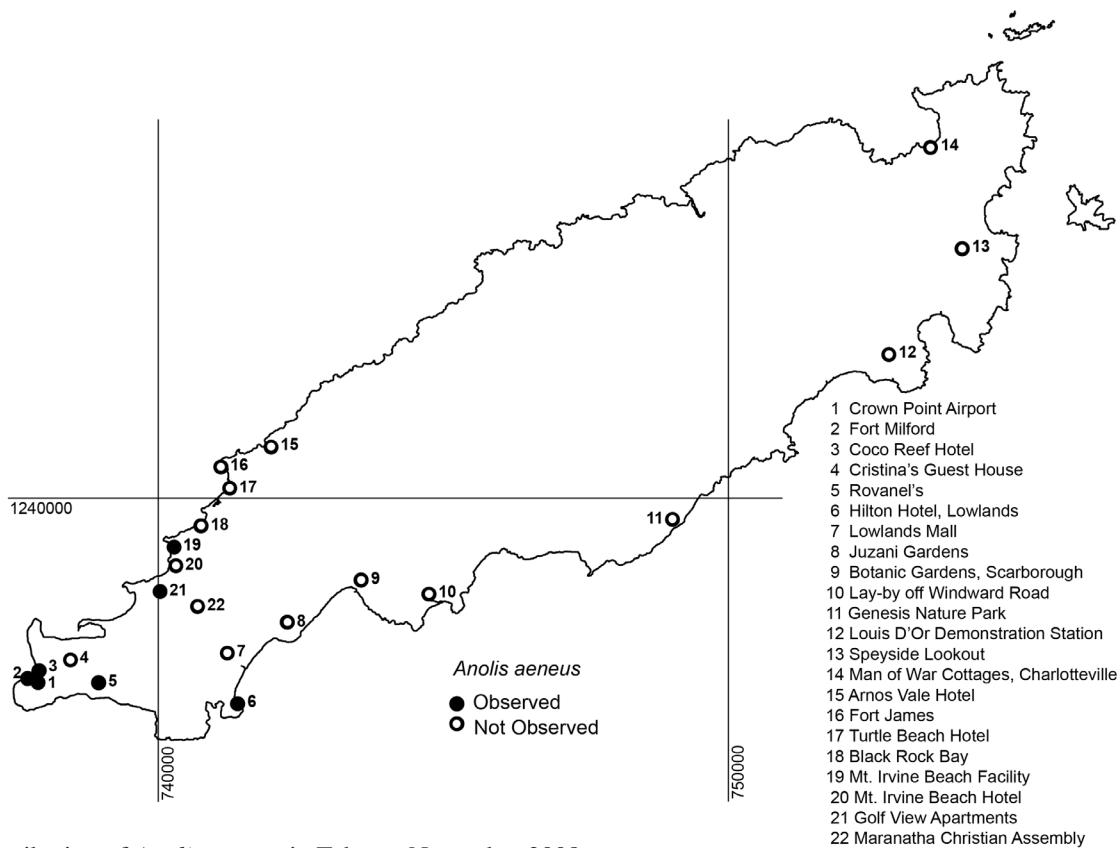 14
13
12
1 Crown Point Airport
2 Fort Milford
3 Coco Reef Hotel
4 Cristina's Guest House
5 Rovanel's
6 Hilton Hotel, Lowlands
7 Lowlands Mall
8 Juzani Gardens
9 Botanic Gardens, Scarborough
10 Lay-by off Windward Road
11 Genesis Nature Park
12 Louis D'Or Demonstration Station
13 Speyside Lookout
14 Man of War Cottages, Charlotteville
15 Arnos Vale Hotel
16 Fort James
17 Turtle Beach Hotel
18 Black Rock Bay
19 Mt. Irvine Beach Facility
20 Mt. Irvine Beach Hotel
21 Golf View Apartments
22 Maranatha Christian Assembly
15
16
17
1240000
18
11
19
20
9
21
10
22
8
7
4
3
2
1
5
6
Anolis aeneus
Observed
Not Observed
740000
750000